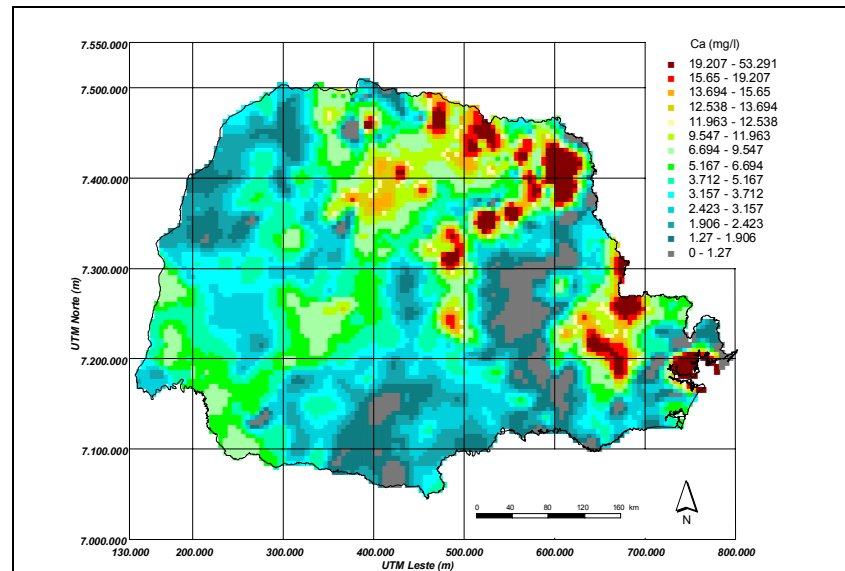 Ca (mg/l)
19.207 - 53.291
15.65 - 19.207
13.694 - 15.65
12.538 - 13.694
11.963 - 12.538
9.547 - 11.963
6.694 - 9.547
5.167 - 6.694
3.712 - 5.167
3.157 - 3.712
2.423 - 3.157
1.906 - 2.423
1.27 - 1.906
0 - 1.27
7.550.000
7.500.000
7.400.000
7.300.000
7.200.000
7.100.000
7.000.000
UTM Norte (m)
0 40 80 120 160 km
N
130.000 200.000 300.000 400.000 500.000 600.000 700.000 800.000
UTM Leste (m)